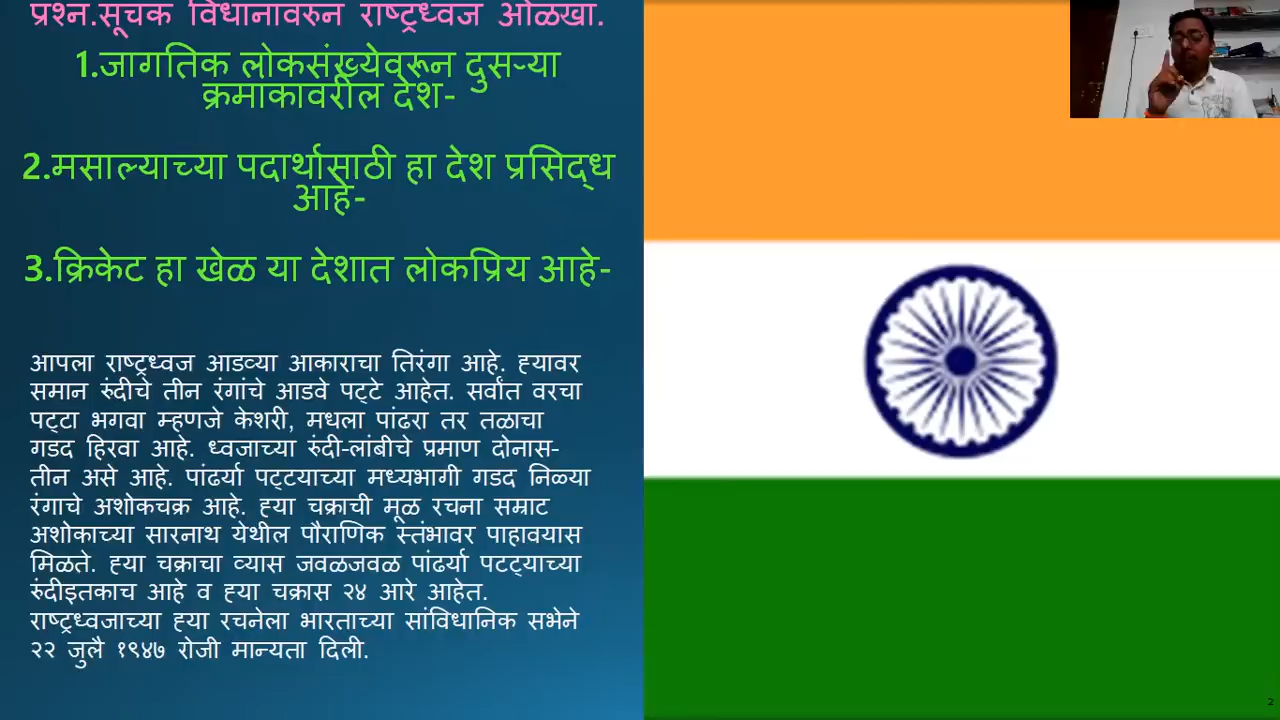 प्रश्न.सूचक विधानावरुन राष्ट्रध्वज ओळखा.
1.जागतिक लोकसंख्येवरून दुसऱ्या
क्रमांकावरील देश-
2.मसाल्याच्या पदार्थासाठी हा देश प्रसिद्ध
आहे-
3.क्रिकेट हा खेळ या देशात लोकप्रिय आहे-
आपला राष्ट्रध्वज आडव्या आकाराचा तिरंगा आहे. ह्यावर
समान रुंदीचे तीन रंगांचे आडवे पट्टे आहेत. सर्वांत वरचा
पट्टा भगवा म्हणजे केशरी, मधला पांढरा तर तळाचा
गडद हिरवा आहे. ध्वजाच्या रुंदी-लांबीचे प्रमाण दोनास-
तीन असे आहे. पांढर्या पट्टयाच्या मध्यभागी गडद निळ्या
रंगाचे अशोकचक्र आहे. ह्या चक्राची मूळ रचना सम्राट
अशोकाच्या सारनाथ येथील पौराणिक स्तंभावर पाहावयास
मिळते. ह्या चक्राचा व्यास जवळजवळ पांढर्या पटट्याच्या
रुंदीइतकाच आहे व ह्या चक्रास २४ आरे आहेत.
राष्ट्रध्वजाच्या ह्या रचनेला भारताच्या सांविधानिक सभेने
२२ जुलै १९४७ रोजी मान्यता दिली.
2